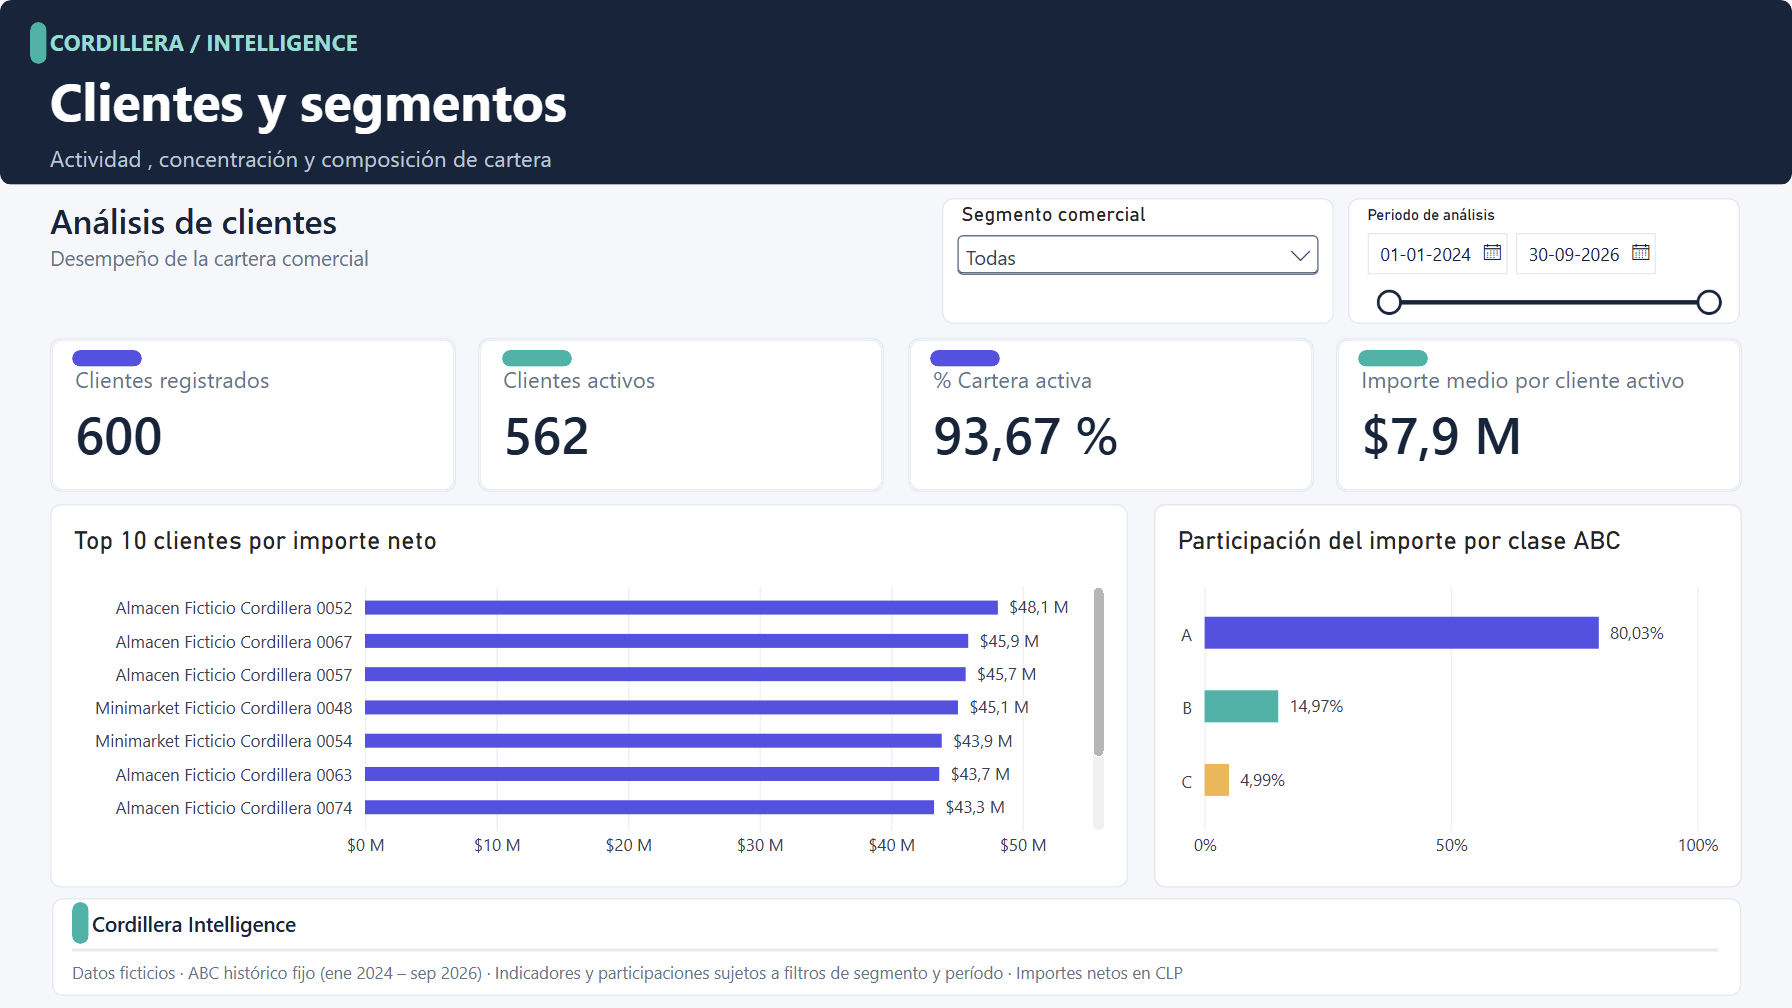 CORDILLERA / INTELLIGENCE
Clientes y segmentos
Actividad , concentración y composición de cartera
Análisis de clientes
Desempeño de la cartera comercial
Segmento comercial
Todas
Periodo de análisis
01-01-2024
30-09-2026
Clientes registrados
600
Clientes activos
562
% Cartera activa
93,67 %
Importe medio por cliente activo
$7,9 M
Top 10 clientes por importe neto
Almacen Ficticio Cordillera 0052 $48,1 M
Almacen Ficticio Cordillera 0067 $45,9 M
Almacen Ficticio Cordillera 0057 $45,7 M
Minimarket Ficticio Cordillera 0048 $45,1 M
Minimarket Ficticio Cordillera 0054 $43,9 M
Almacen Ficticio Cordillera 0063 $43,7 M
Almacen Ficticio Cordillera 0074 $43,3 M
$0 M $10 M $20 M $30 M $40 M $50 M
Participación del importe por clase ABC
A 80,03%
B 14,97%
C 4,99%
0% 50% 100%
Cordillera Intelligence
Datos ficticios · ABC histórico fijo (ene 2024 – sep 2026) · Indicadores y participaciones sujetos a filtros de segmento y período · Importes netos en CLP